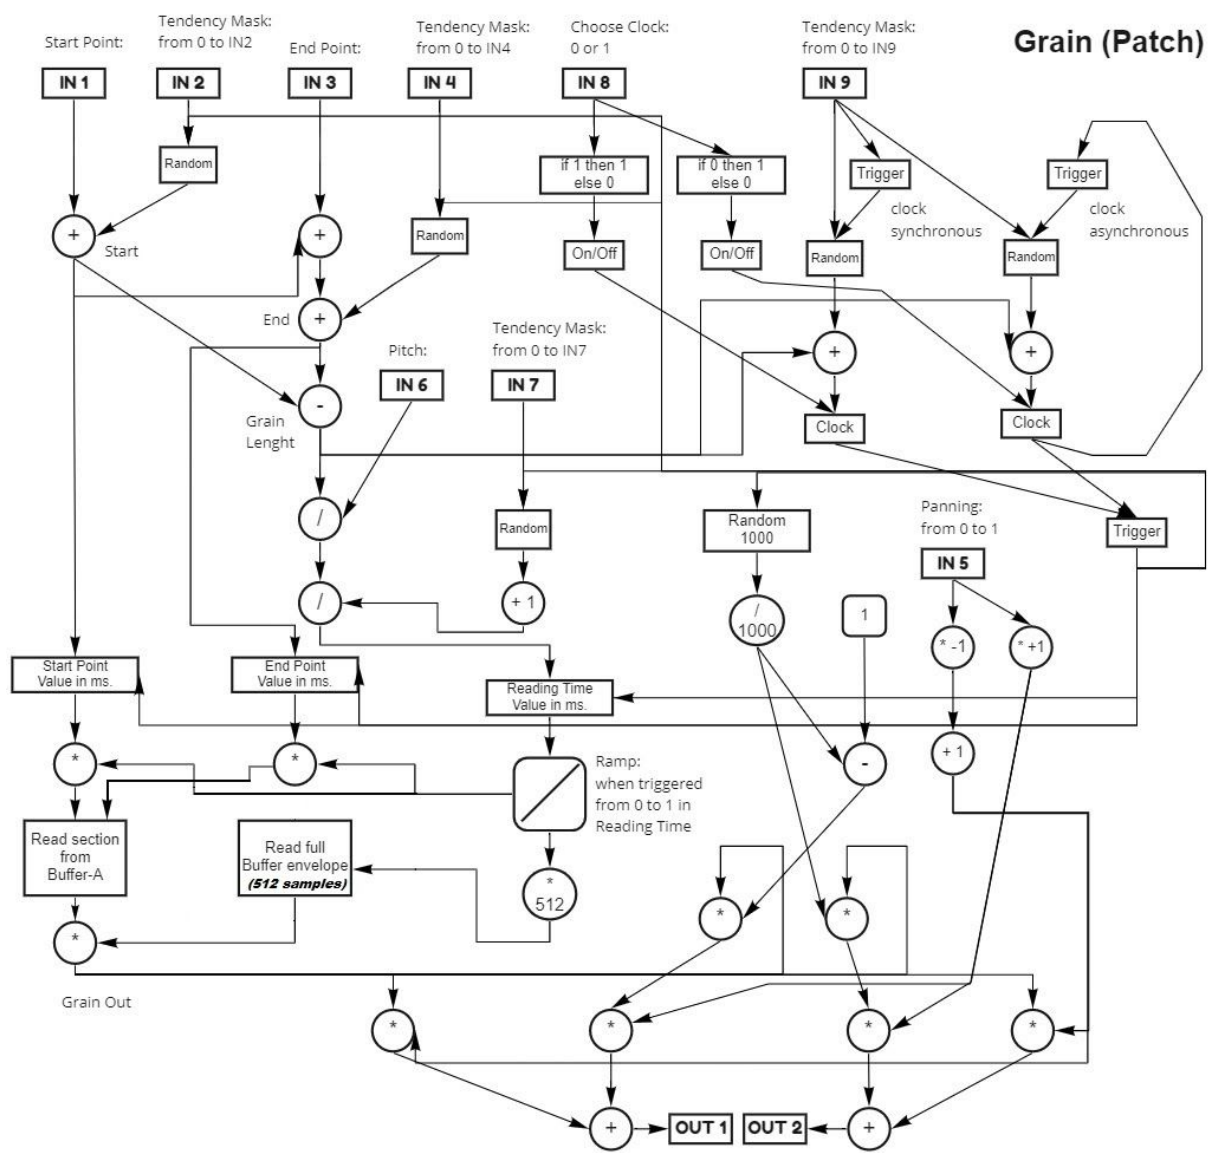 Grain (Patch)
Start Point:
Tendency Mask:
from 0 to IN2
End Point:
Tendency Mask:
from 0 to IN4
Choose Clock:
0 or 1
Tendency Mask:
from 0 to IN9
IN 1
IN 2
IN 3
IN 4
IN 8
IN 9
Random
if 1 then 1
else 0
if 0 then 1
else 0
Trigger
Trigger
clock
synchronous
clock
asynchronous
+
Start
+
Random
On/Off
On/Off
Random
Random
End
+
Tendency Mask:
from 0 to IN7
Pitch:
+
+
IN 6
IN 7
-
Grain
Lenght
Clock
Clock
/
Random
Random
1000
Panning:
from 0 to 1
Trigger
IN 5
/
+ 1
/
1000
1
* -1
* +1
Start Point
Value in ms.
End Point
Value in ms.
Reading Time
Value in ms.
*
*
Ramp:
when triggered
from 0 to 1 in
Reading Time
-
+ 1
Read section
from
Buffer-A
Read full
Buffer envelope
(512 samples)
*
512
*
*
*
Grain Out
*
*
*
*
+
OUT 1
OUT 2
+